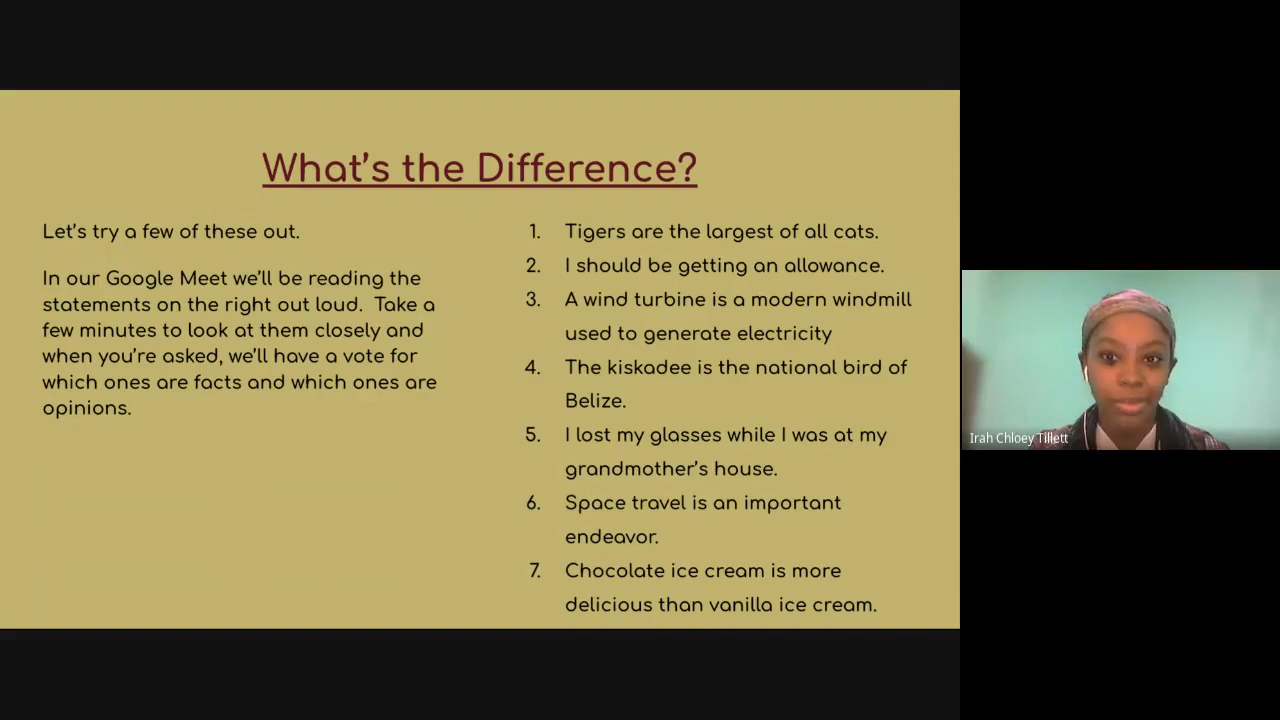 What's the Difference?
Let's try a few of these out.
In our Google Meet we'll be reading the
statements on the right out loud.  Take a
few minutes to look at them closely and
when you're asked, we'll have a vote for
which ones are facts and which ones are
opinions.
1. Tigers are the largest of all cats.
2. I should be getting an allowance.
3. A wind turbine is a modern windmill
used to generate electricity
4. The kiskadee is the national bird of
Belize.
5. I lost my glasses while I was at my
grandmother's house.
6. Space travel is an important
endeavor.
7. Chocolate ice cream is more
delicious than vanilla ice cream.
Irah Chloey Tillett